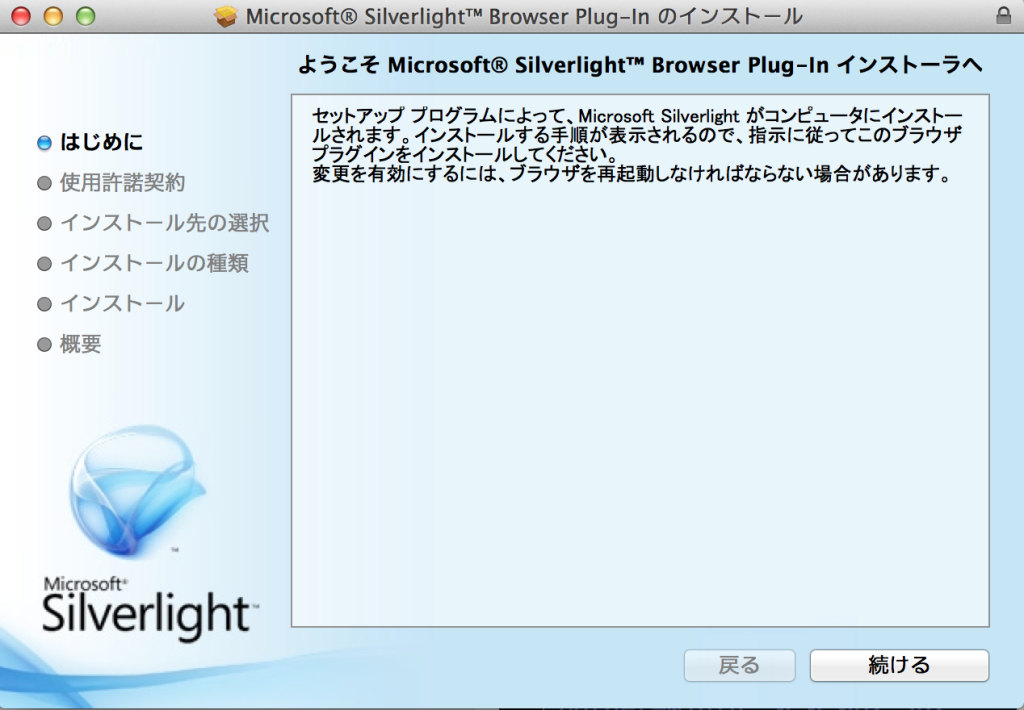 Microsoft® Silverlight™ Browser Plug-In のインストール
ようこそ Microsoft® Silverlight™ Browser Plug-In インストーラへ
はじめに
使用許諾契約
インストール先の選択
インストールの種類
インストール
概要
セットアップ プログラムによって、Microsoft Silverlight がコンピュータにインストー
ルされます。インストールする手順が表示されるので、指示に従ってこのブラウザ
プラグインをインストールしてください。
変更を有効にするには、ブラウザを再起動しなければならない場合があります。
™
Microsoft®
Silverlight™
戻る
続ける